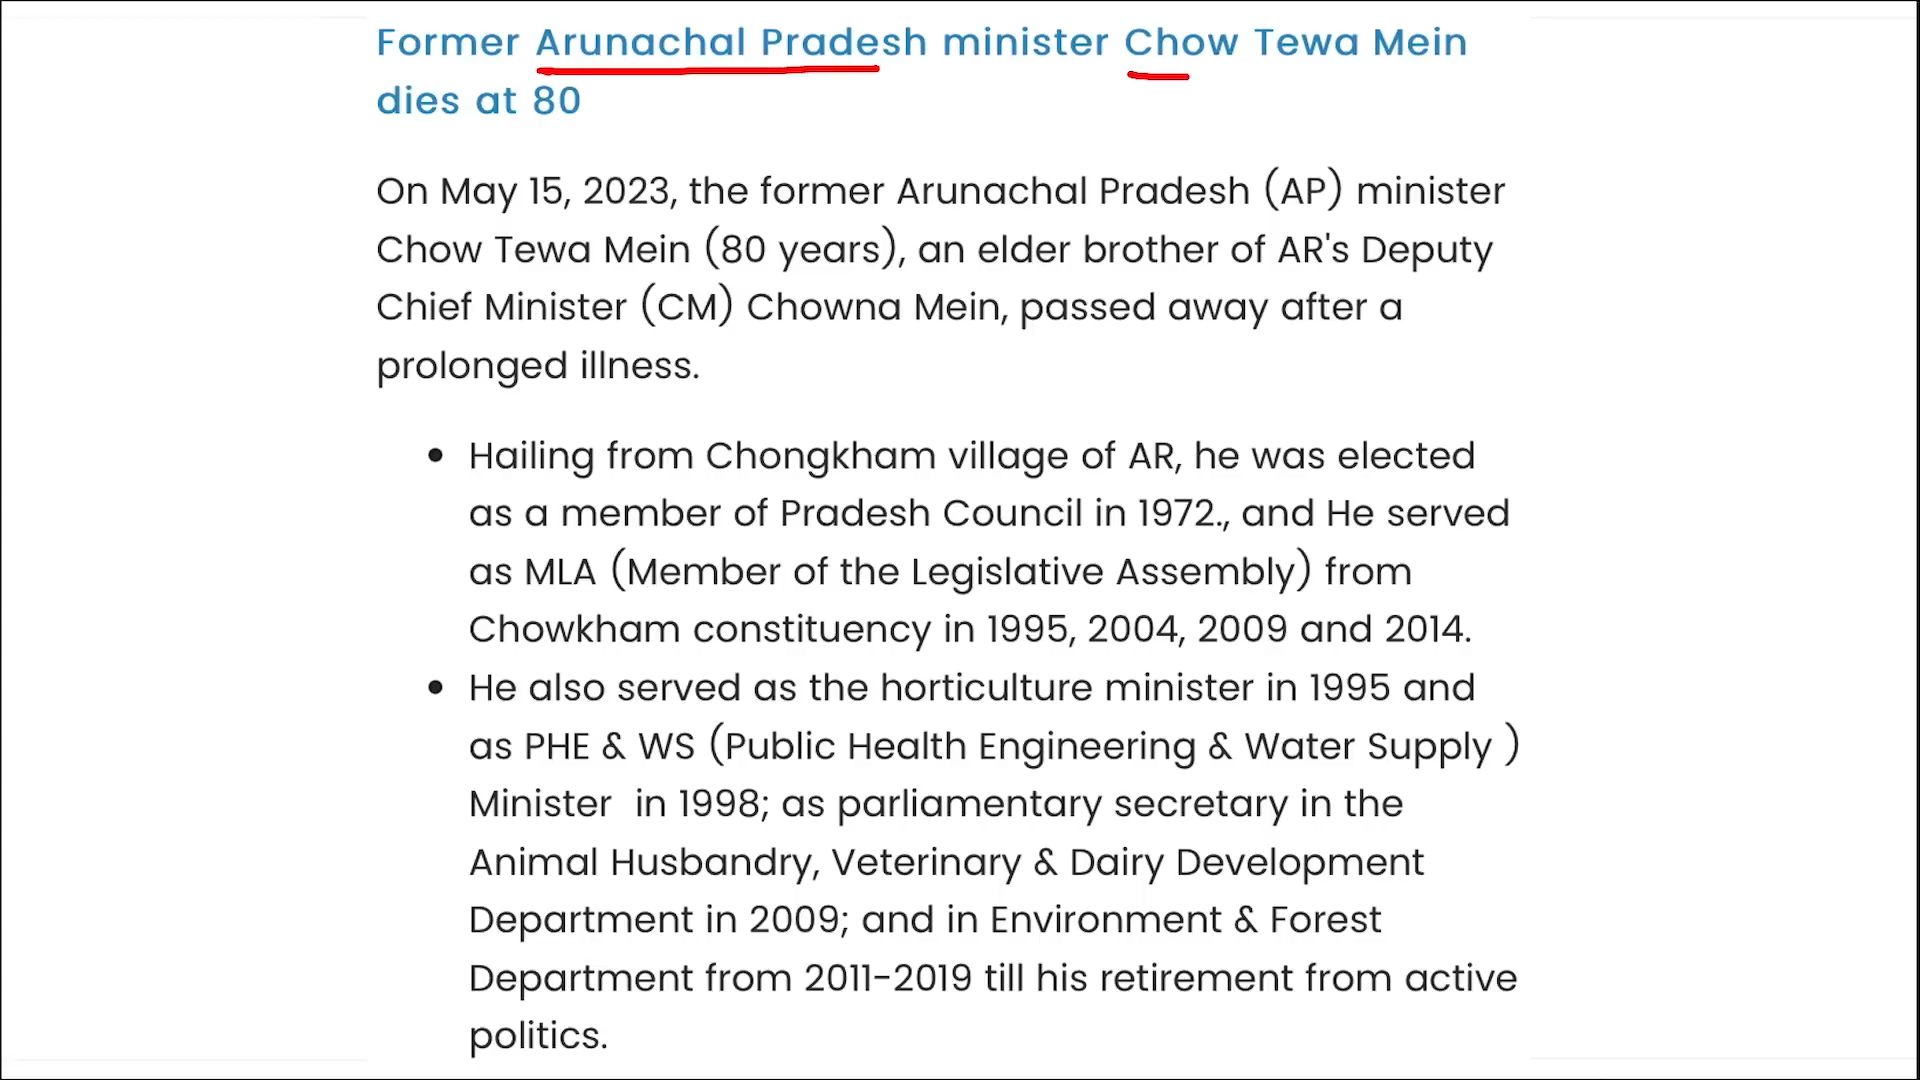 Former Arunachal Pradesh minister Chow Tewa Mein
dies at 80
On May 15, 2023, the former Arunachal Pradesh (AP) minister
Chow Tewa Mein (80 years), an elder brother of AR's Deputy
Chief Minister (CM) Chowna Mein, passed away after a
prolonged illness.
• Hailing from Chongkham village of AR, he was elected
as a member of Pradesh Council in 1972., and He served
as MLA (Member of the Legislative Assembly) from
Chowkham constituency in 1995, 2004, 2009 and 2014.
• He also served as the horticulture minister in 1995 and
as PHE & WS (Public Health Engineering & Water Supply )
Minister  in 1998; as parliamentary secretary in the
Animal Husbandry, Veterinary & Dairy Development
Department in 2009; and in Environment & Forest
Department from 2011-2019 till his retirement from active
politics.